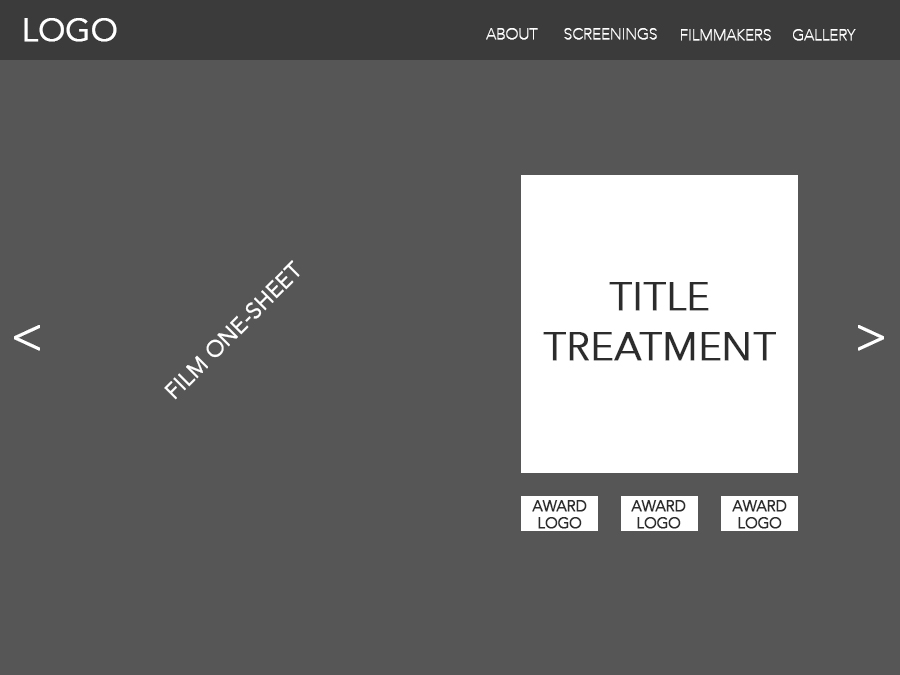 LOGO
ABOUT SCREENINGS FILMMAKERS GALLERY
< FILM ONE-SHEET
TITLE
TREATMENT
>
AWARD
LOGO
AWARD
LOGO
AWARD
LOGO